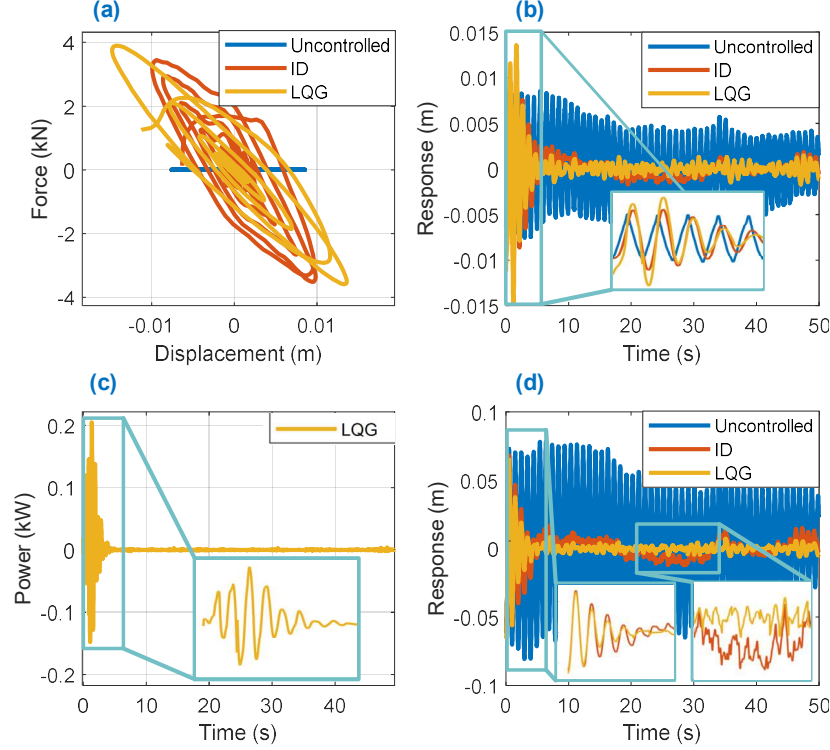 (a)
4
2
0
-2
-4
Force (kN)
-0.01
0
0.01
Displacement (m)
Uncontrolled
ID
LQG
(b)
0.015
0.01
0.005
0
-0.005
-0.01
-0.015
Response (m)
0
10
20
30
40
50
Time (s)
Uncontrolled
ID
LQG
(c)
0.2
0.1
0
-0.1
-0.2
Power (kW)
0
10
20
30
40
Time (s)
LQG
(d)
0.1
0.05
0
-0.05
-0.1
Response (m)
0
10
20
30
40
50
Time (s)
Uncontrolled
ID
LQG